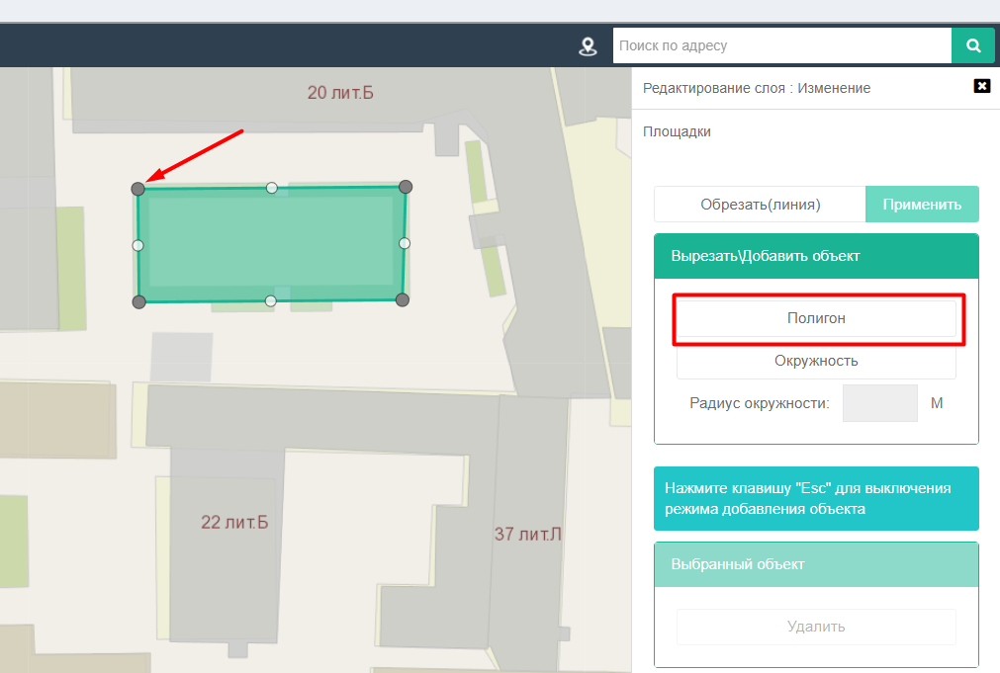 Поиск по адресу
20 лит.Б
22 лит.Б
37 лит.Л
Редактирование слоя : Изменение
Площадки
Обрезать(линия)
Применить
Вырезать\Добавить объект
Полигон
Окружность
Радиус окружности:
М
Нажмите клавишу "Esc" для выключения
режима добавления объекта
Выбранный объект
Удалить